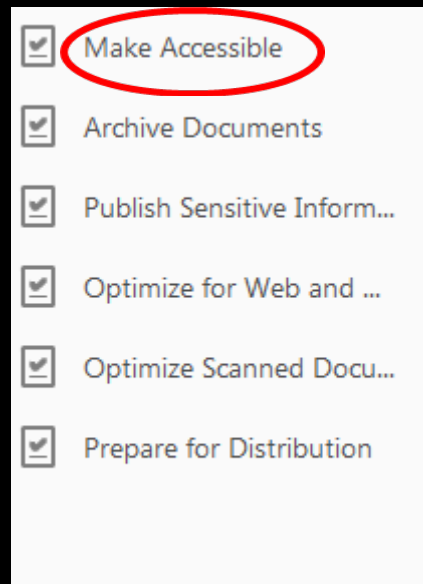 Make Accessible
Archive Documents
Publish Sensitive Inform...
Optimize for Web and ...
Optimize Scanned Docu...
Prepare for Distribution